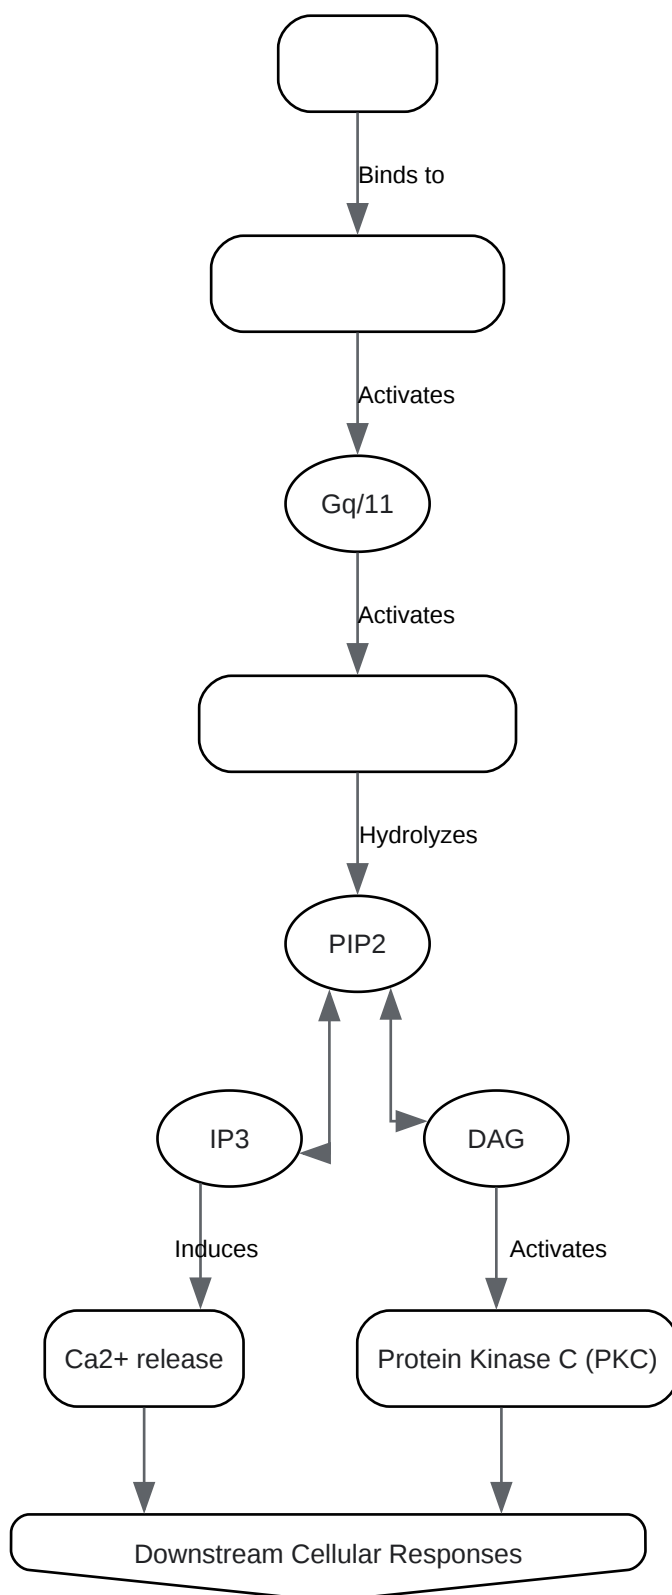 Binds to
Activates
Gq/11
Activates
Hydrolyzes
PIP2
IP3
DAG
Induces
Activates
Ca2+ release
Protein Kinase C (PKC)
Downstream Cellular Responses